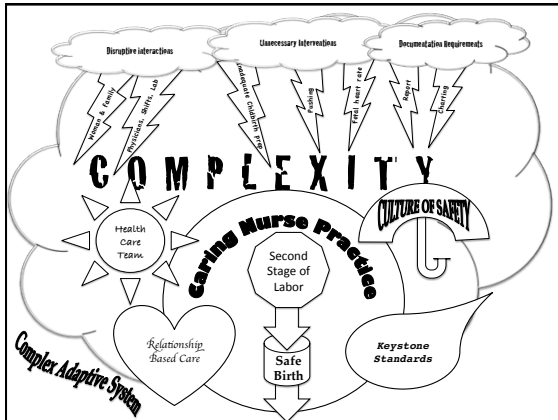 Disruptive interactions
Unnecessary Interventions
Documentation Requirements
Woman & Family
Physicians, Shifts, Lab
Inadequate Childbirth prep
Pushing
Fetal heart rate
Report
Charting
COMPLEXITY
Health
Care
Team
Caring Nurse Practice
CULTURE OF SAFETY
Second
Stage of
Labor
Relationship
Based Care
Safe
Birth
Keystone
Standards
Complex Adaptive System